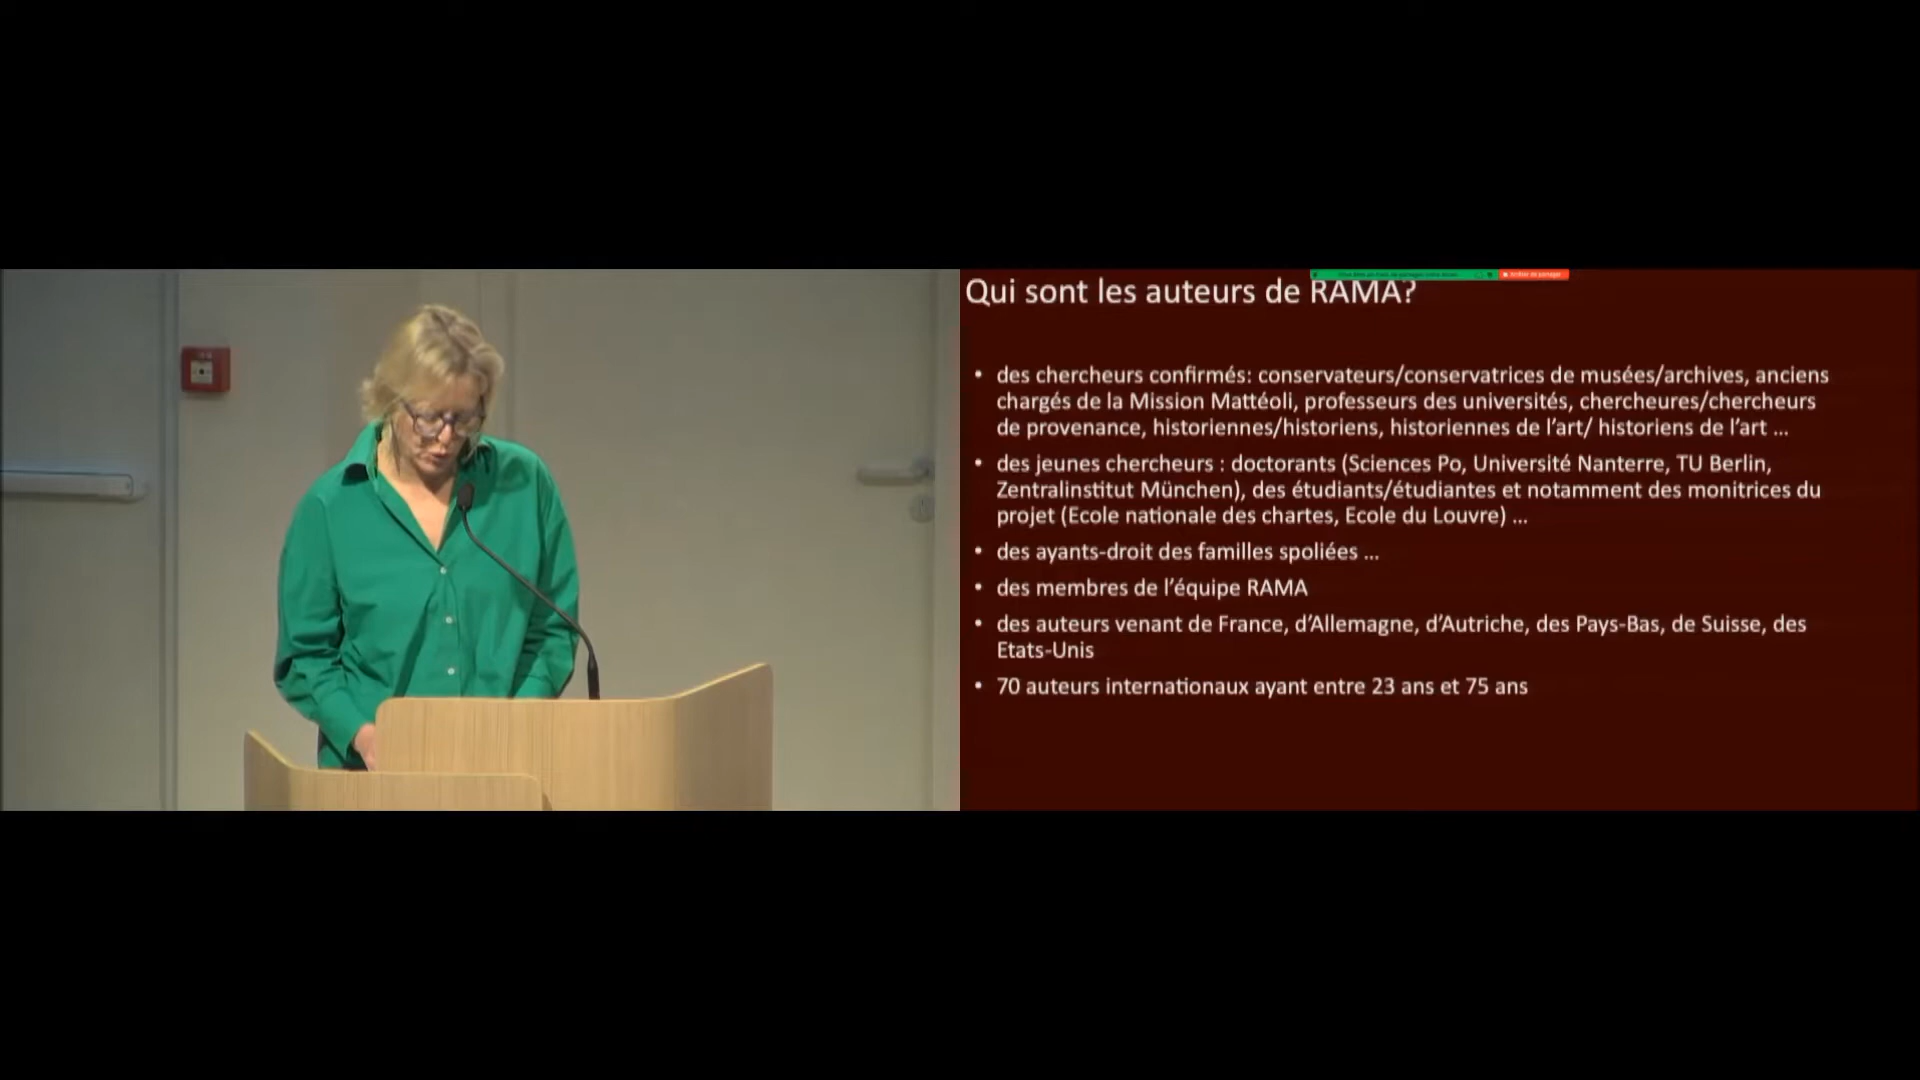 Qui sont les auteurs de RAMA?
• des chercheurs confirmés: conservateurs/conservatrices de musées/archives, anciens
chargés de la Mission Mattéoli, professeurs des universités, chercheures/chercheurs
de provenance, historiennes/historiens, historiennes de l’art/ historiens de l’art ...
• des jeunes chercheurs : doctorants (Sciences Po, Université Nanterre, TU Berlin,
Zentralinstitut München), des étudiants/étudiantes et notamment des monitrices du
projet (Ecole nationale des chartes, Ecole du Louvre) ...
• des ayants-droit des familles spoliées ...
• des membres de l’équipe RAMA
• des auteurs venant de France, d’Allemagne, d’Autriche, des Pays-Bas, de Suisse, des
Etats-Unis
• 70 auteurs internationaux ayant entre 23 ans et 75 ans